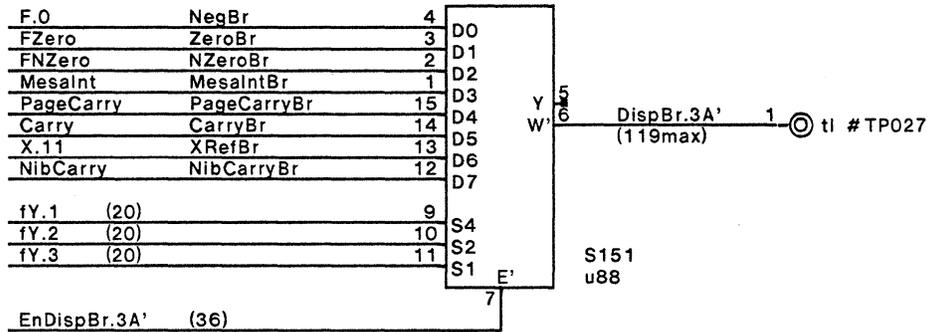 F.0 NegBr 4 D0
FZero ZeroBr 3 D1
FNZero NZeroBr 2 D2
MesaInt MesaIntBr 1 D3
PageCarry PageCarryBr 15 D4
Carry CarryBr 14 D5
X.11 XRefBr 13 D6
NibCarry NibCarryBr 12 D7
Y 5
W' 6 DispBr.3A' 1 tl #TP027
(119max)
fY.1 (20) 9 S4
fY.2 (20) 10 S2
fY.3 (20) 11 S1
E'
7
S151
u88
EnDispBr.3A' (36)